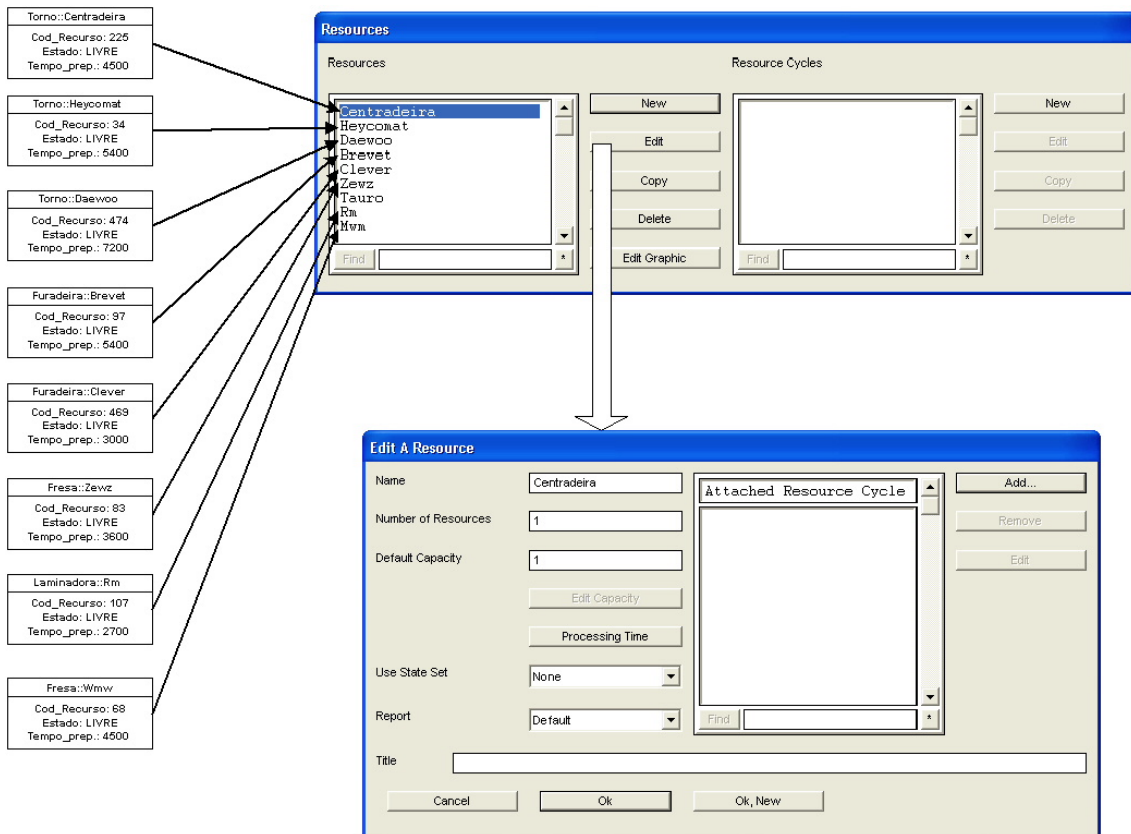 Torno::Centradeira
Cod_Recurso: 225
Estado: LIVRE
Tempo_prep.: 4500
Torno::Heycomat
Cod_Recurso: 34
Estado: LIVRE
Tempo_prep.: 5400
Torno::Daewoo
Cod_Recurso: 474
Estado: LIVRE
Tempo_prep.: 7200
Furadeira::Brevet
Cod_Recurso: 97
Estado: LIVRE
Tempo_prep.: 5400
Furadeira::Clever
Cod_Recurso: 469
Estado: LIVRE
Tempo_prep.: 3000
Fresa::Zewz
Cod_Recurso: 83
Estado: LIVRE
Tempo_prep.: 3600
Laminadora::Rm
Cod_Recurso: 107
Estado: LIVRE
Tempo_prep.: 2700
Fresa::Wmw
Cod_Recurso: 68
Estado: LIVRE
Tempo_prep.: 4500
Resources
Resources
Centradeira
Heycomat
Daewoo
Brevet
Clever
Zewz
Tauro
Rm
Mwm
Find
*
New
Edit
Copy
Delete
Edit Graphic
Resource Cycles
Find
*
New
Edit
Copy
Delete
Edit A Resource
Name
Centradeira
Number of Resources
1
Default Capacity
1
Edit Capacity
Processing Time
Use State Set
None
Report
Default
Attached Resource Cycle
Find
*
Add...
Remove
Edit
Title
Cancel
Ok
Ok, New